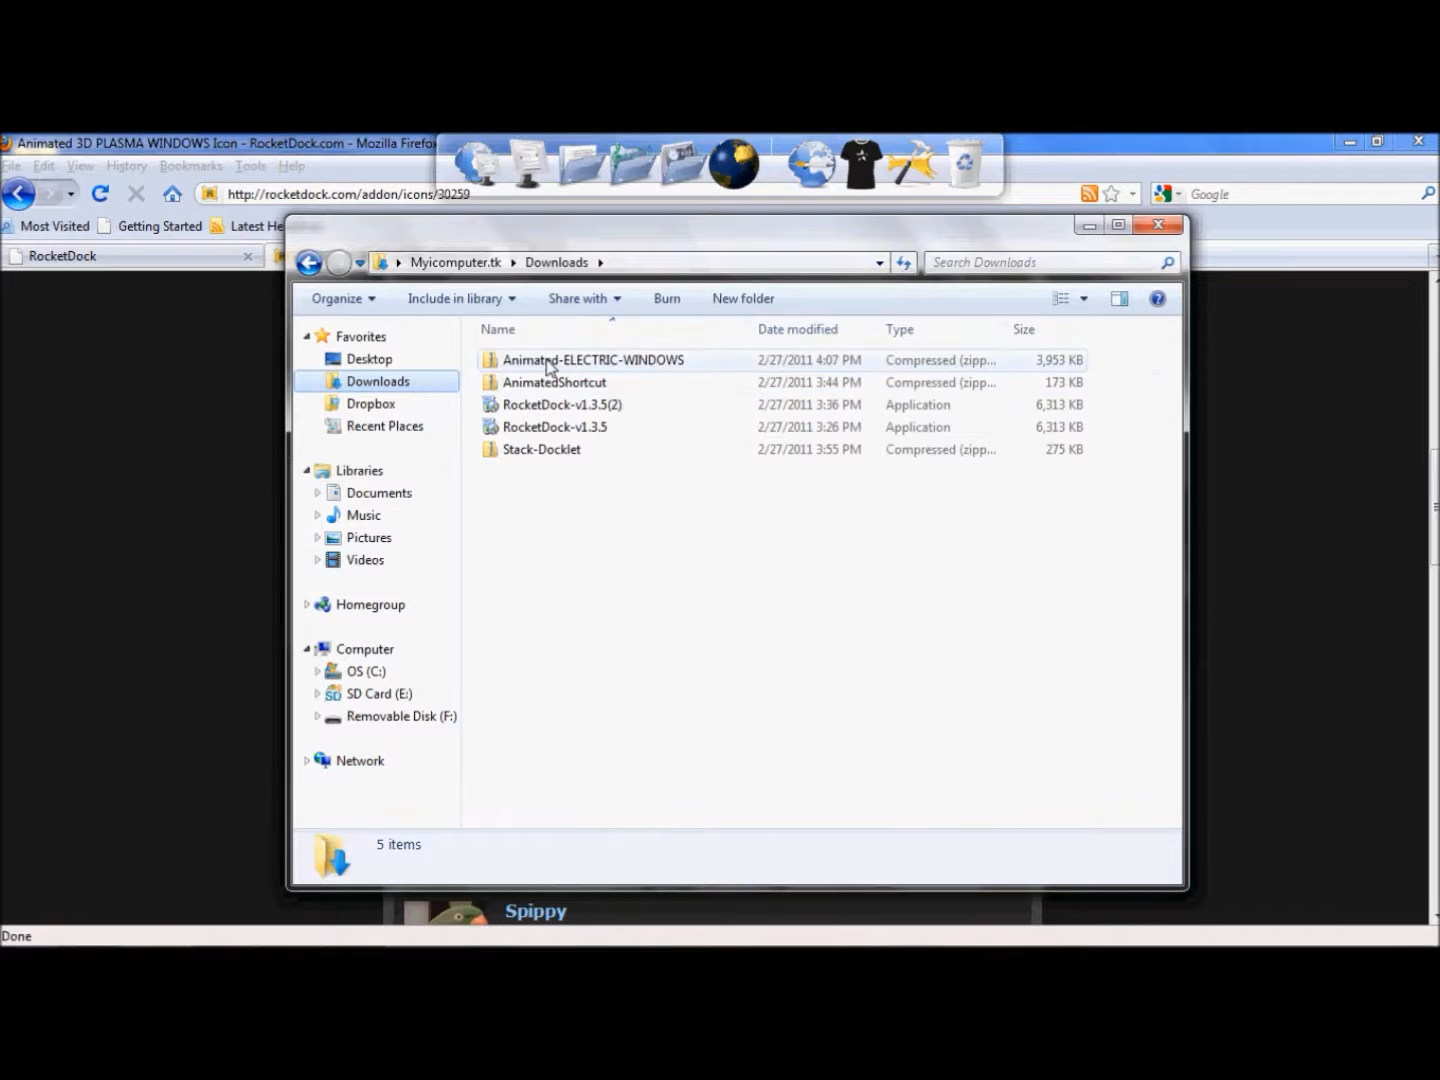 Animated 3D PLASMA WINDOWS Icon - RocketDock.com - Mozilla Firefox
File Edit View History Bookmarks Tools Help
http://rocketdock.com/addon/icons/30259
Google
Most Visited Getting Started Latest He
RocketDock
Myicomputer.tk Downloads
Search Downloads
Organize Include in library Share with Burn New folder
Name Date modified Type Size
Favorites
Desktop
Downloads
Dropbox
Recent Places
Libraries
Documents
Music
Pictures
Videos
Homegroup
Computer
OS (C:)
SD Card (E:)
Removable Disk (F:)
Network
Animated-ELECTRIC-WINDOWS 2/27/2011 4:07 PM Compressed (zipp... 3,953 KB
AnimatedShortcut 2/27/2011 3:44 PM Compressed (zipp... 173 KB
RocketDock-v1.3.5(2) 2/27/2011 3:36 PM Application 6,313 KB
RocketDock-v1.3.5 2/27/2011 3:26 PM Application 6,313 KB
Stack-Docklet 2/27/2011 3:55 PM Compressed (zipp... 275 KB
5 items
Spippy
Done